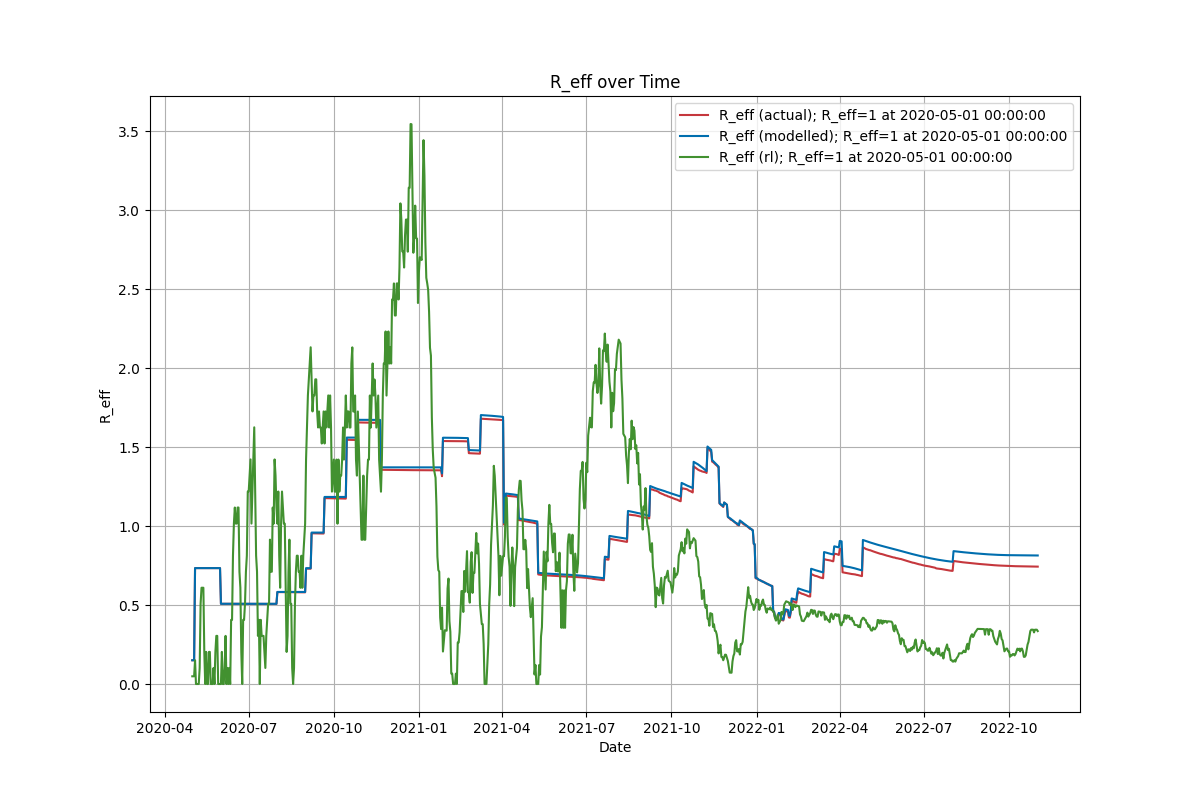 R_eff over Time
R_eff (actual); R_eff=1 at 2020-05-01 00:00:00
R_eff (modelled); R_eff=1 at 2020-05-01 00:00:00
R_eff (rl); R_eff=1 at 2020-05-01 00:00:00
3.5
3.0
2.5
2.0
1.5
1.0
0.5
0.0
R_eff
2020-04 2020-07 2020-10 2021-01 2021-04 2021-07 2021-10 2022-01 2022-04 2022-07 2022-10
Date